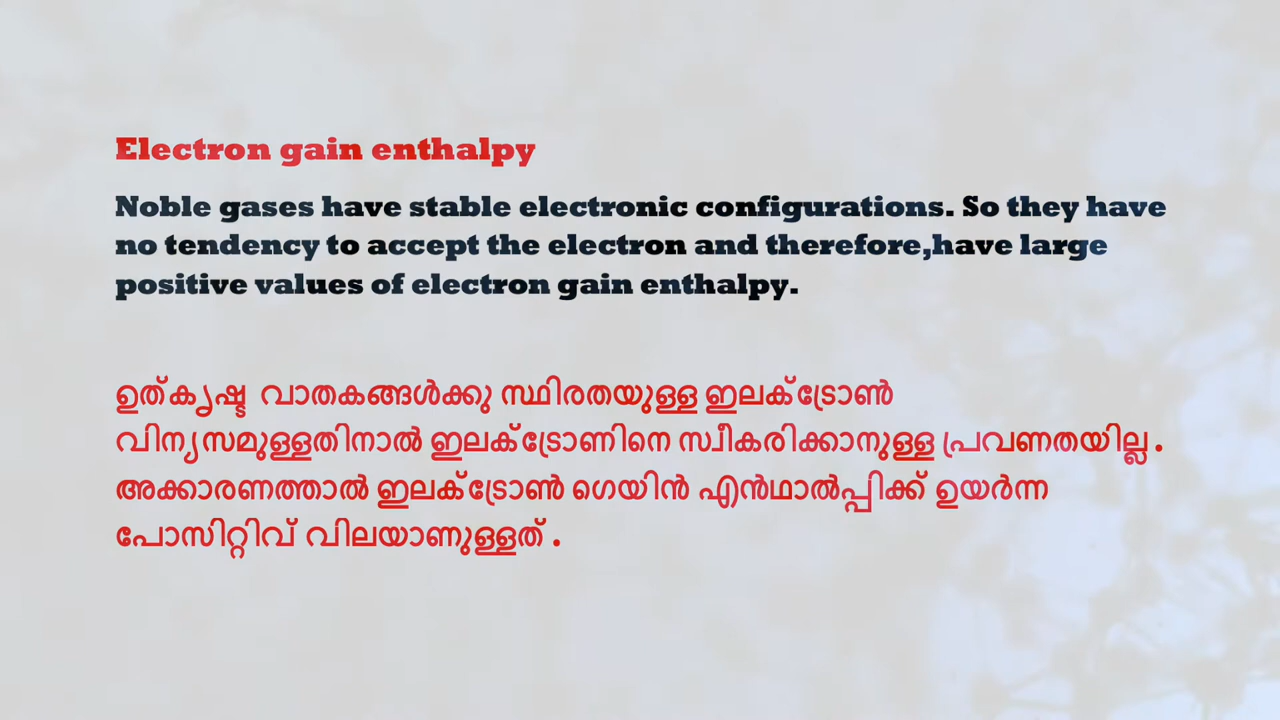 Electron gain enthalpy
Noble gases have stable electronic configurations. So they have
no tendency to accept the electron and therefore,have large
positive values of electron gain enthalpy.
ഉത്കൃഷ്ട വാതകങ്ങൾക്കു സ്ഥിരതയുള്ള ഇലക്ട്രോൺ
വിന്യസമുള്ളതിനാൽ ഇലക്ട്രോണിനെ സ്വീകരിക്കാനുള്ള പ്രവണതയില്ല .
അക്കാരണത്താൽ ഇലക്ട്രോൺ ഗെയിൻ എൻഥാൽപ്പിക്ക് ഉയർന്ന
പോസിറ്റിവ് വിലയാണുള്ളത് .